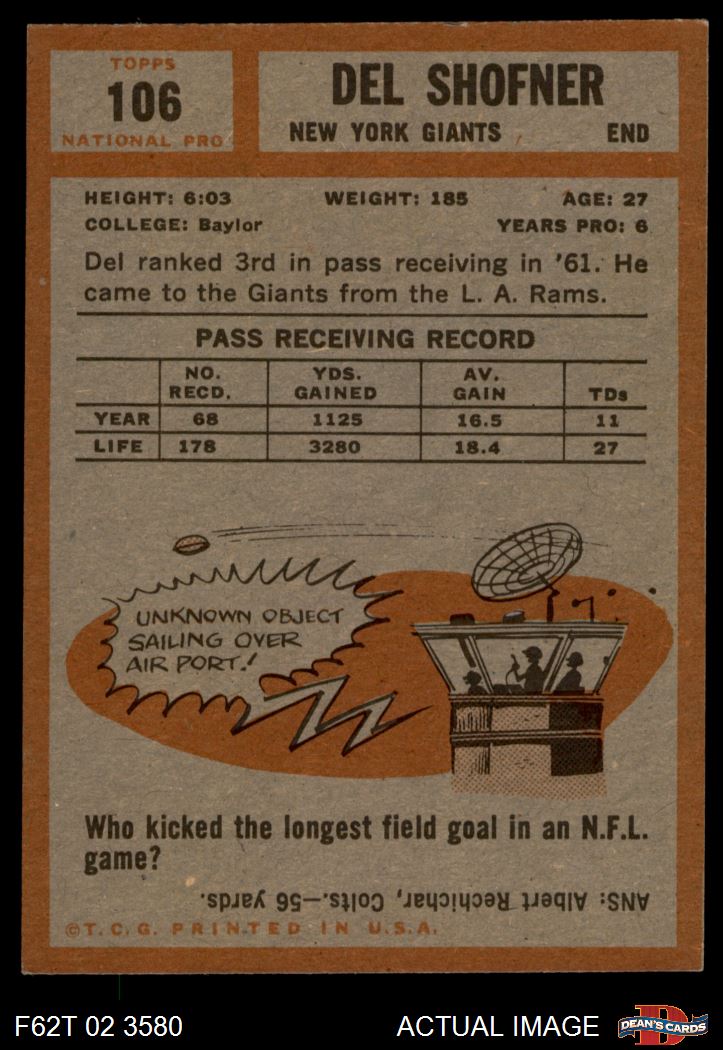 TOPPS
106
NATIONAL PRO
DEL SHOFNER
NEW YORK GIANTS END
HEIGHT: 6:03 WEIGHT: 185 AGE: 27
COLLEGE: Baylor YEARS PRO: 6
Del ranked 3rd in pass receiving in '61. He
came to the Giants from the L. A. Rams.
PASS RECEIVING RECORD
NO. RECD. YDS. GAINED AV. GAIN TDs
YEAR 68 1125 16.5 11
LIFE 178 3280 18.4 27
UNKNOWN OBJECT
SAILING OVER
AIR PORT!
Who kicked the longest field goal in an N.F.L.
game?
ANS: Albert Rechichar, Colts.—56 yards.
©T.C.G. PRINTED IN U.S.A.
F62T 02 3580 ACTUAL IMAGE
D
DEAN'S CARDS